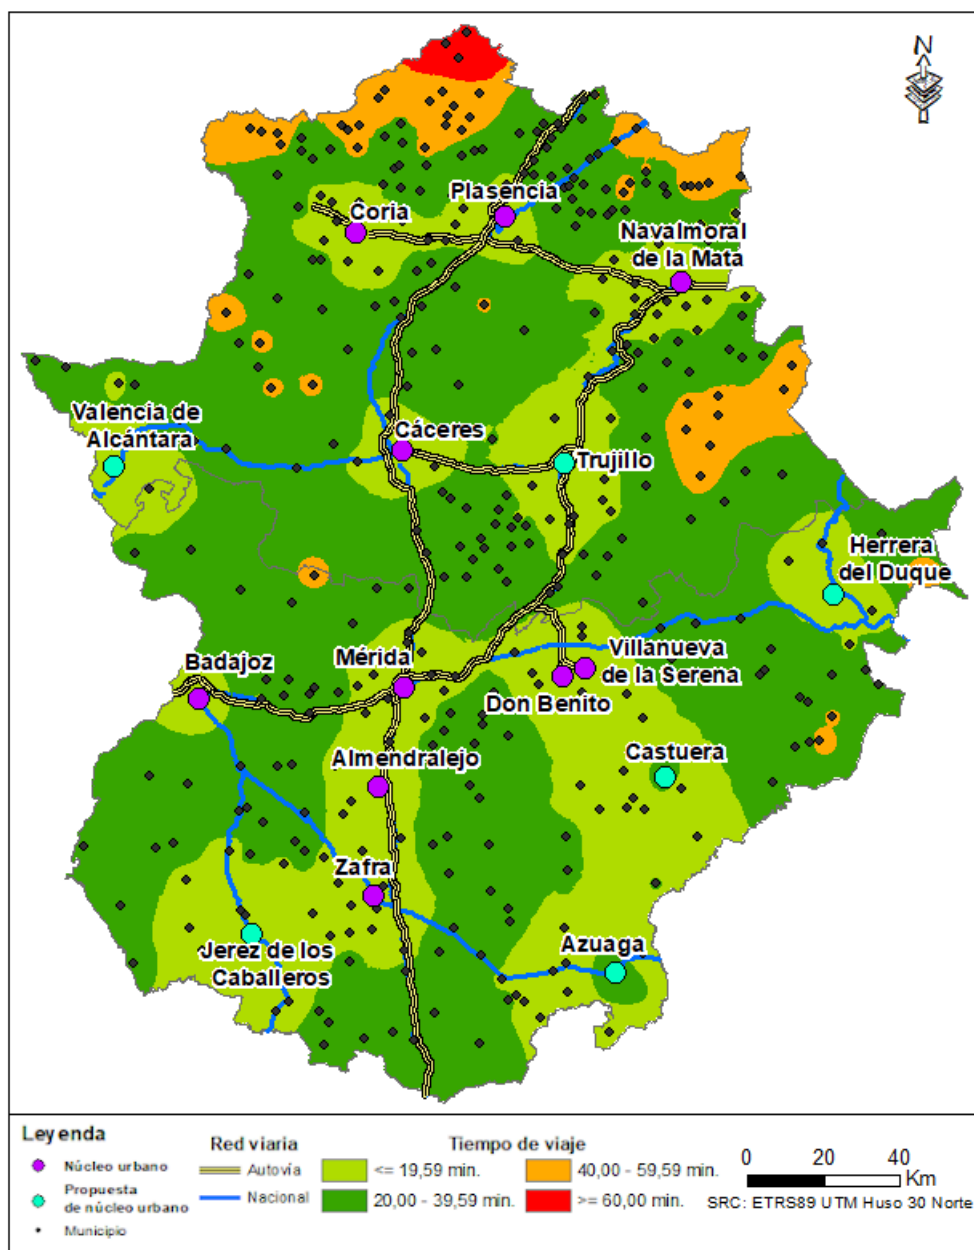 N
Plasencia
Coria
Navalmoral
de la Mata
Valencia de
Alcántara
Cáceres
Trujillo
Herrera
del Duque
Badajoz
Mérida
Villanueva
de la Serena
Don Benito
Almendralejo
Castuera
Zafra
Azuaga
Jerez de los
Caballeros
Leyenda
Núcleo urbano
Propuesta
de núcleo urbano
Municipio
Red viaria
Autovía
Nacional
Tiempo de viaje
<= 19,59 min.
20,00 - 39,59 min.
40,00 - 59,59 min.
>= 60,00 min.
0 20 40
Km
SRC: ETRS89 UTM Huso 30 Norte